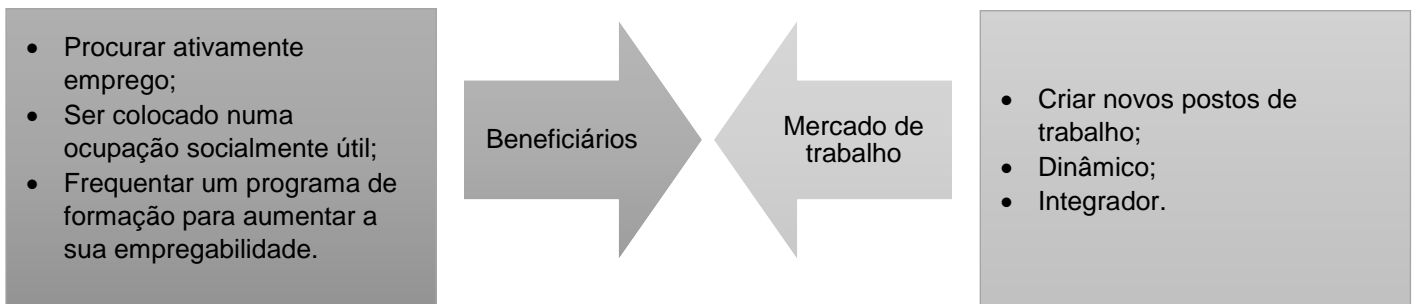 • Procurar ativamente
emprego;
• Ser colocado numa
ocupação socialmente útil;
• Frequentar um programa de
formação para aumentar a
sua empregabilidade.
Beneficiários
Mercado de
trabalho
• Criar novos postos de
trabalho;
• Dinâmico;
• Integrador.